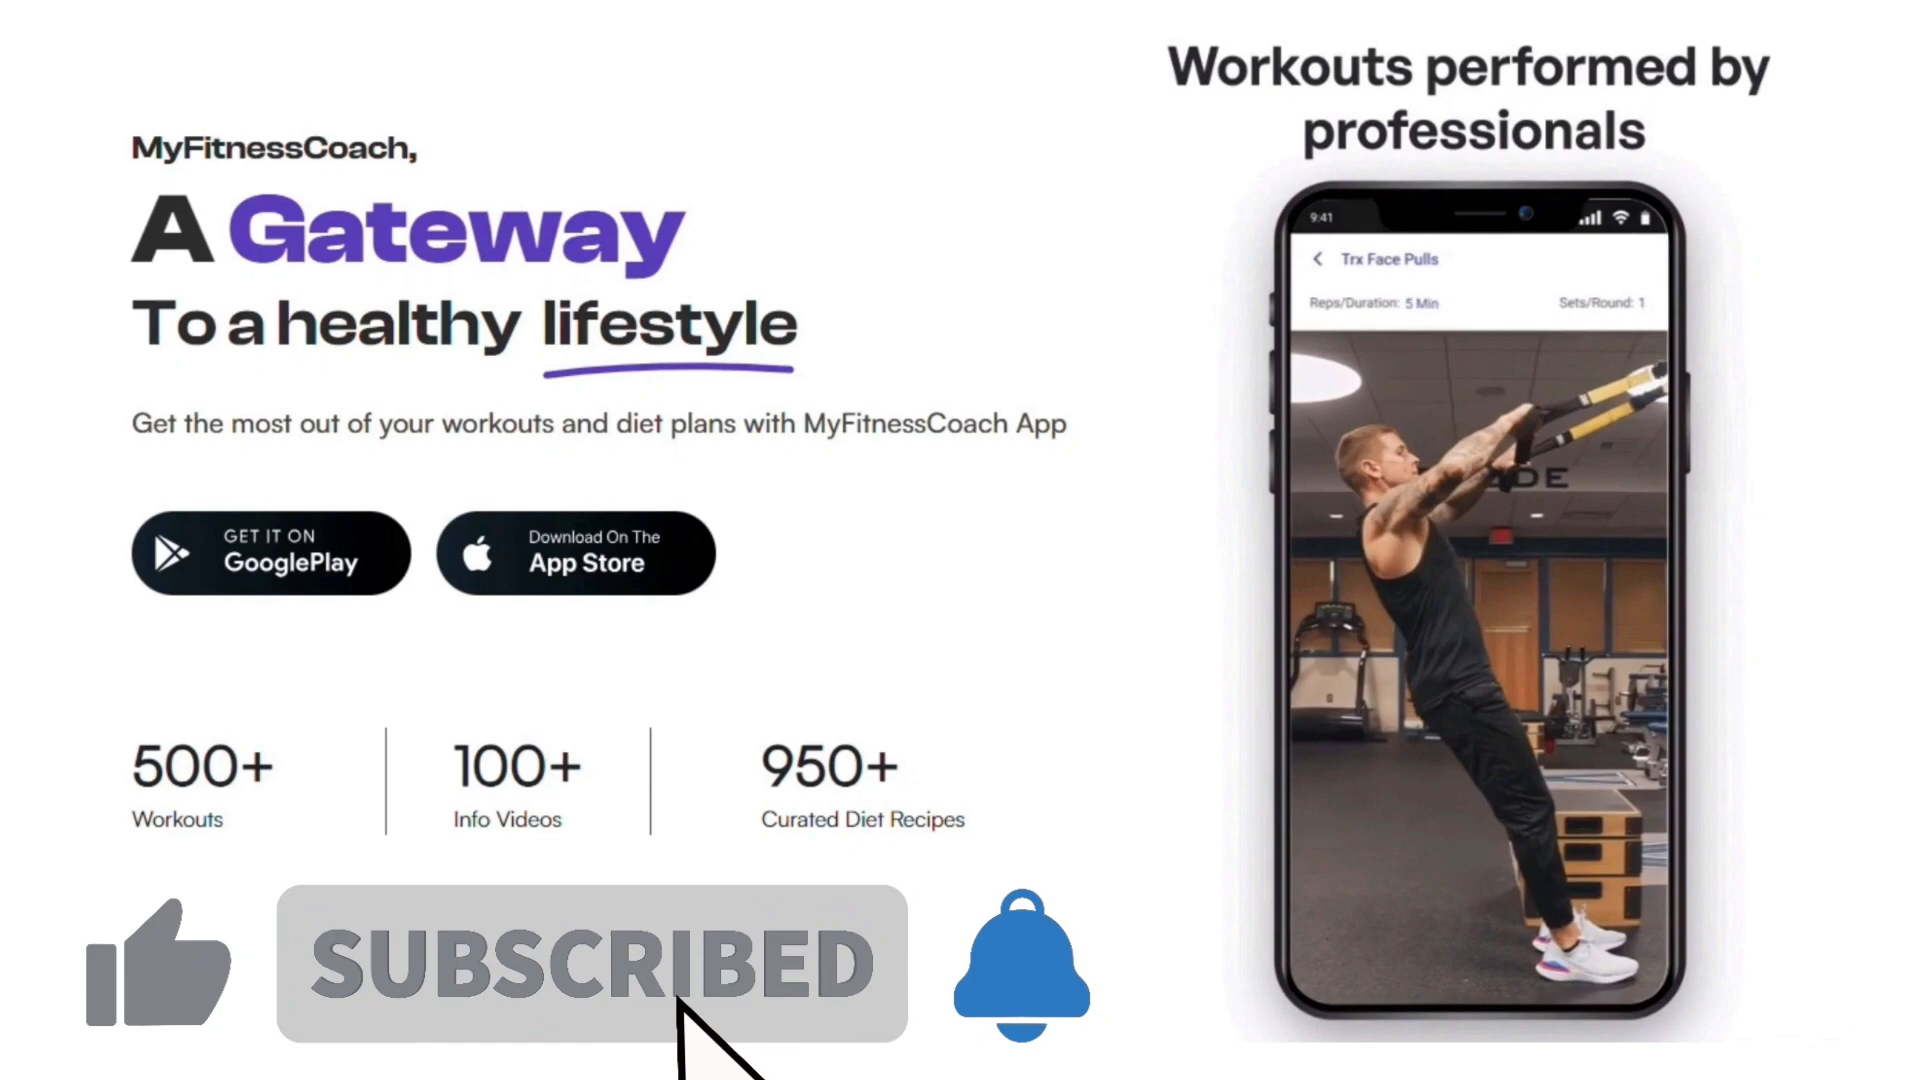 MyFitnessCoach,
A Gateway
To a healthy lifestyle
Get the most out of your workouts and diet plans with MyFitnessCoach App
GET IT ON
GooglePlay
Download On The
App Store
500+
Workouts
100+
Info Videos
950+
Curated Diet Recipes
SUBSCRIBED
Workouts performed by
professionals
9:41
Trx Face Pulls
Reps/Duration: 5 Min
Sets/Round: 1